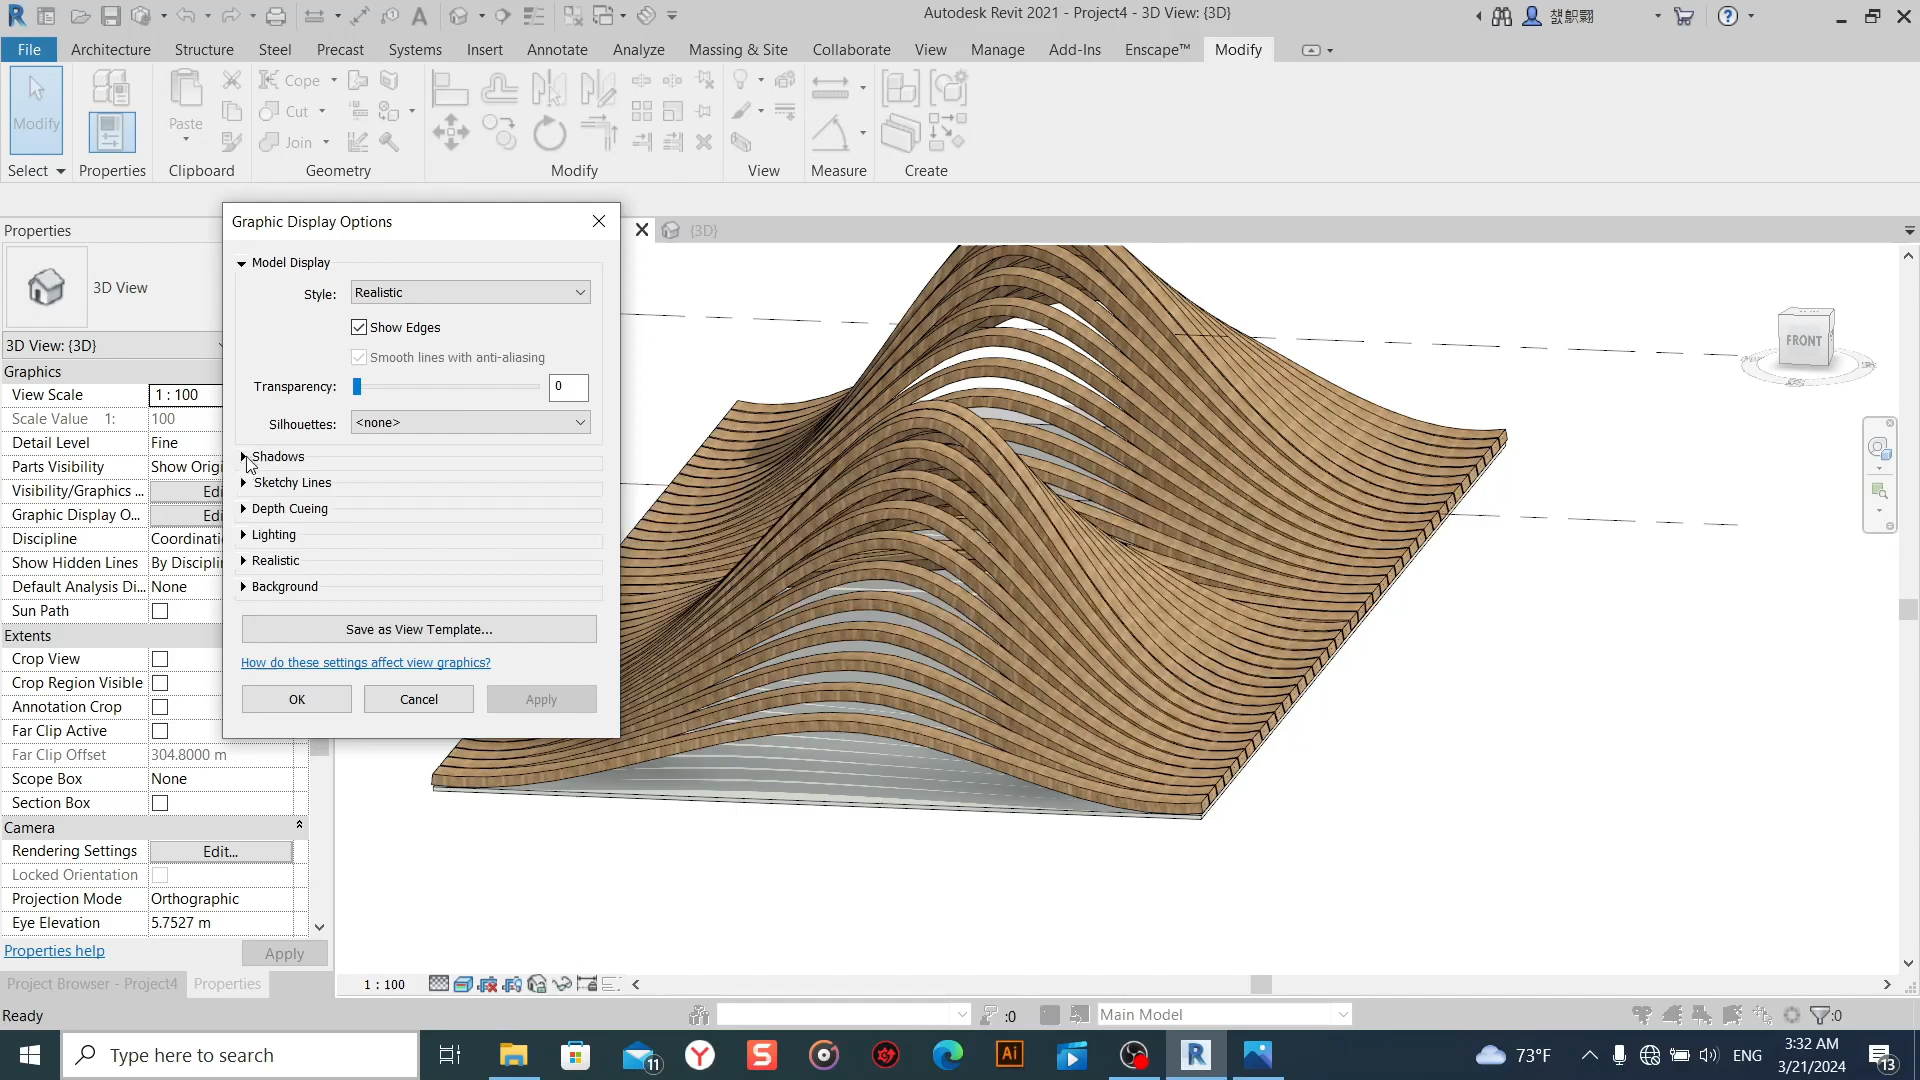 Autodesk Revit 2021 - Project4 - 3D View: {3D}
File Architecture Structure Steel Precast Systems Insert Annotate Analyze Massing & Site Collaborate View Manage Add-Ins Enscape™ Modify
Modify
Paste
Cope
Cut
Join
Select Properties Clipboard Geometry Modify View Measure Create
Properties
{3D}
3D View
3D View: {3D}
Graphics
View Scale 1 : 100
Scale Value 1: 100
Detail Level Fine
Parts Visibility Show Origi
Visibility/Graphics ... Edi
Graphic Display O... Edi
Discipline Coordinati
Show Hidden Lines By Disciplin
Default Analysis Di... None
Sun Path
Extents
Crop View
Crop Region Visible
Annotation Crop
Far Clip Active
Far Clip Offset 304.8000 m
Scope Box None
Section Box
Camera
Rendering Settings Edit...
Locked Orientation
Projection Mode Orthographic
Eye Elevation 5.7527 m
Properties help Apply
Project Browser - Project4 Properties
Graphic Display Options
Model Display
Style: Realistic
Show Edges
Smooth lines with anti-aliasing
Transparency: 0
Silhouettes: <none>
Shadows
Sketchy Lines
Depth Cueing
Lighting
Realistic
Background
Save as View Template...
How do these settings affect view graphics?
OK Cancel Apply
FRONT
1 : 100
Ready
:0
Main Model
:0
Type here to search
11
Ai
73°F
ENG
3:32 AM
3/21/2024
13